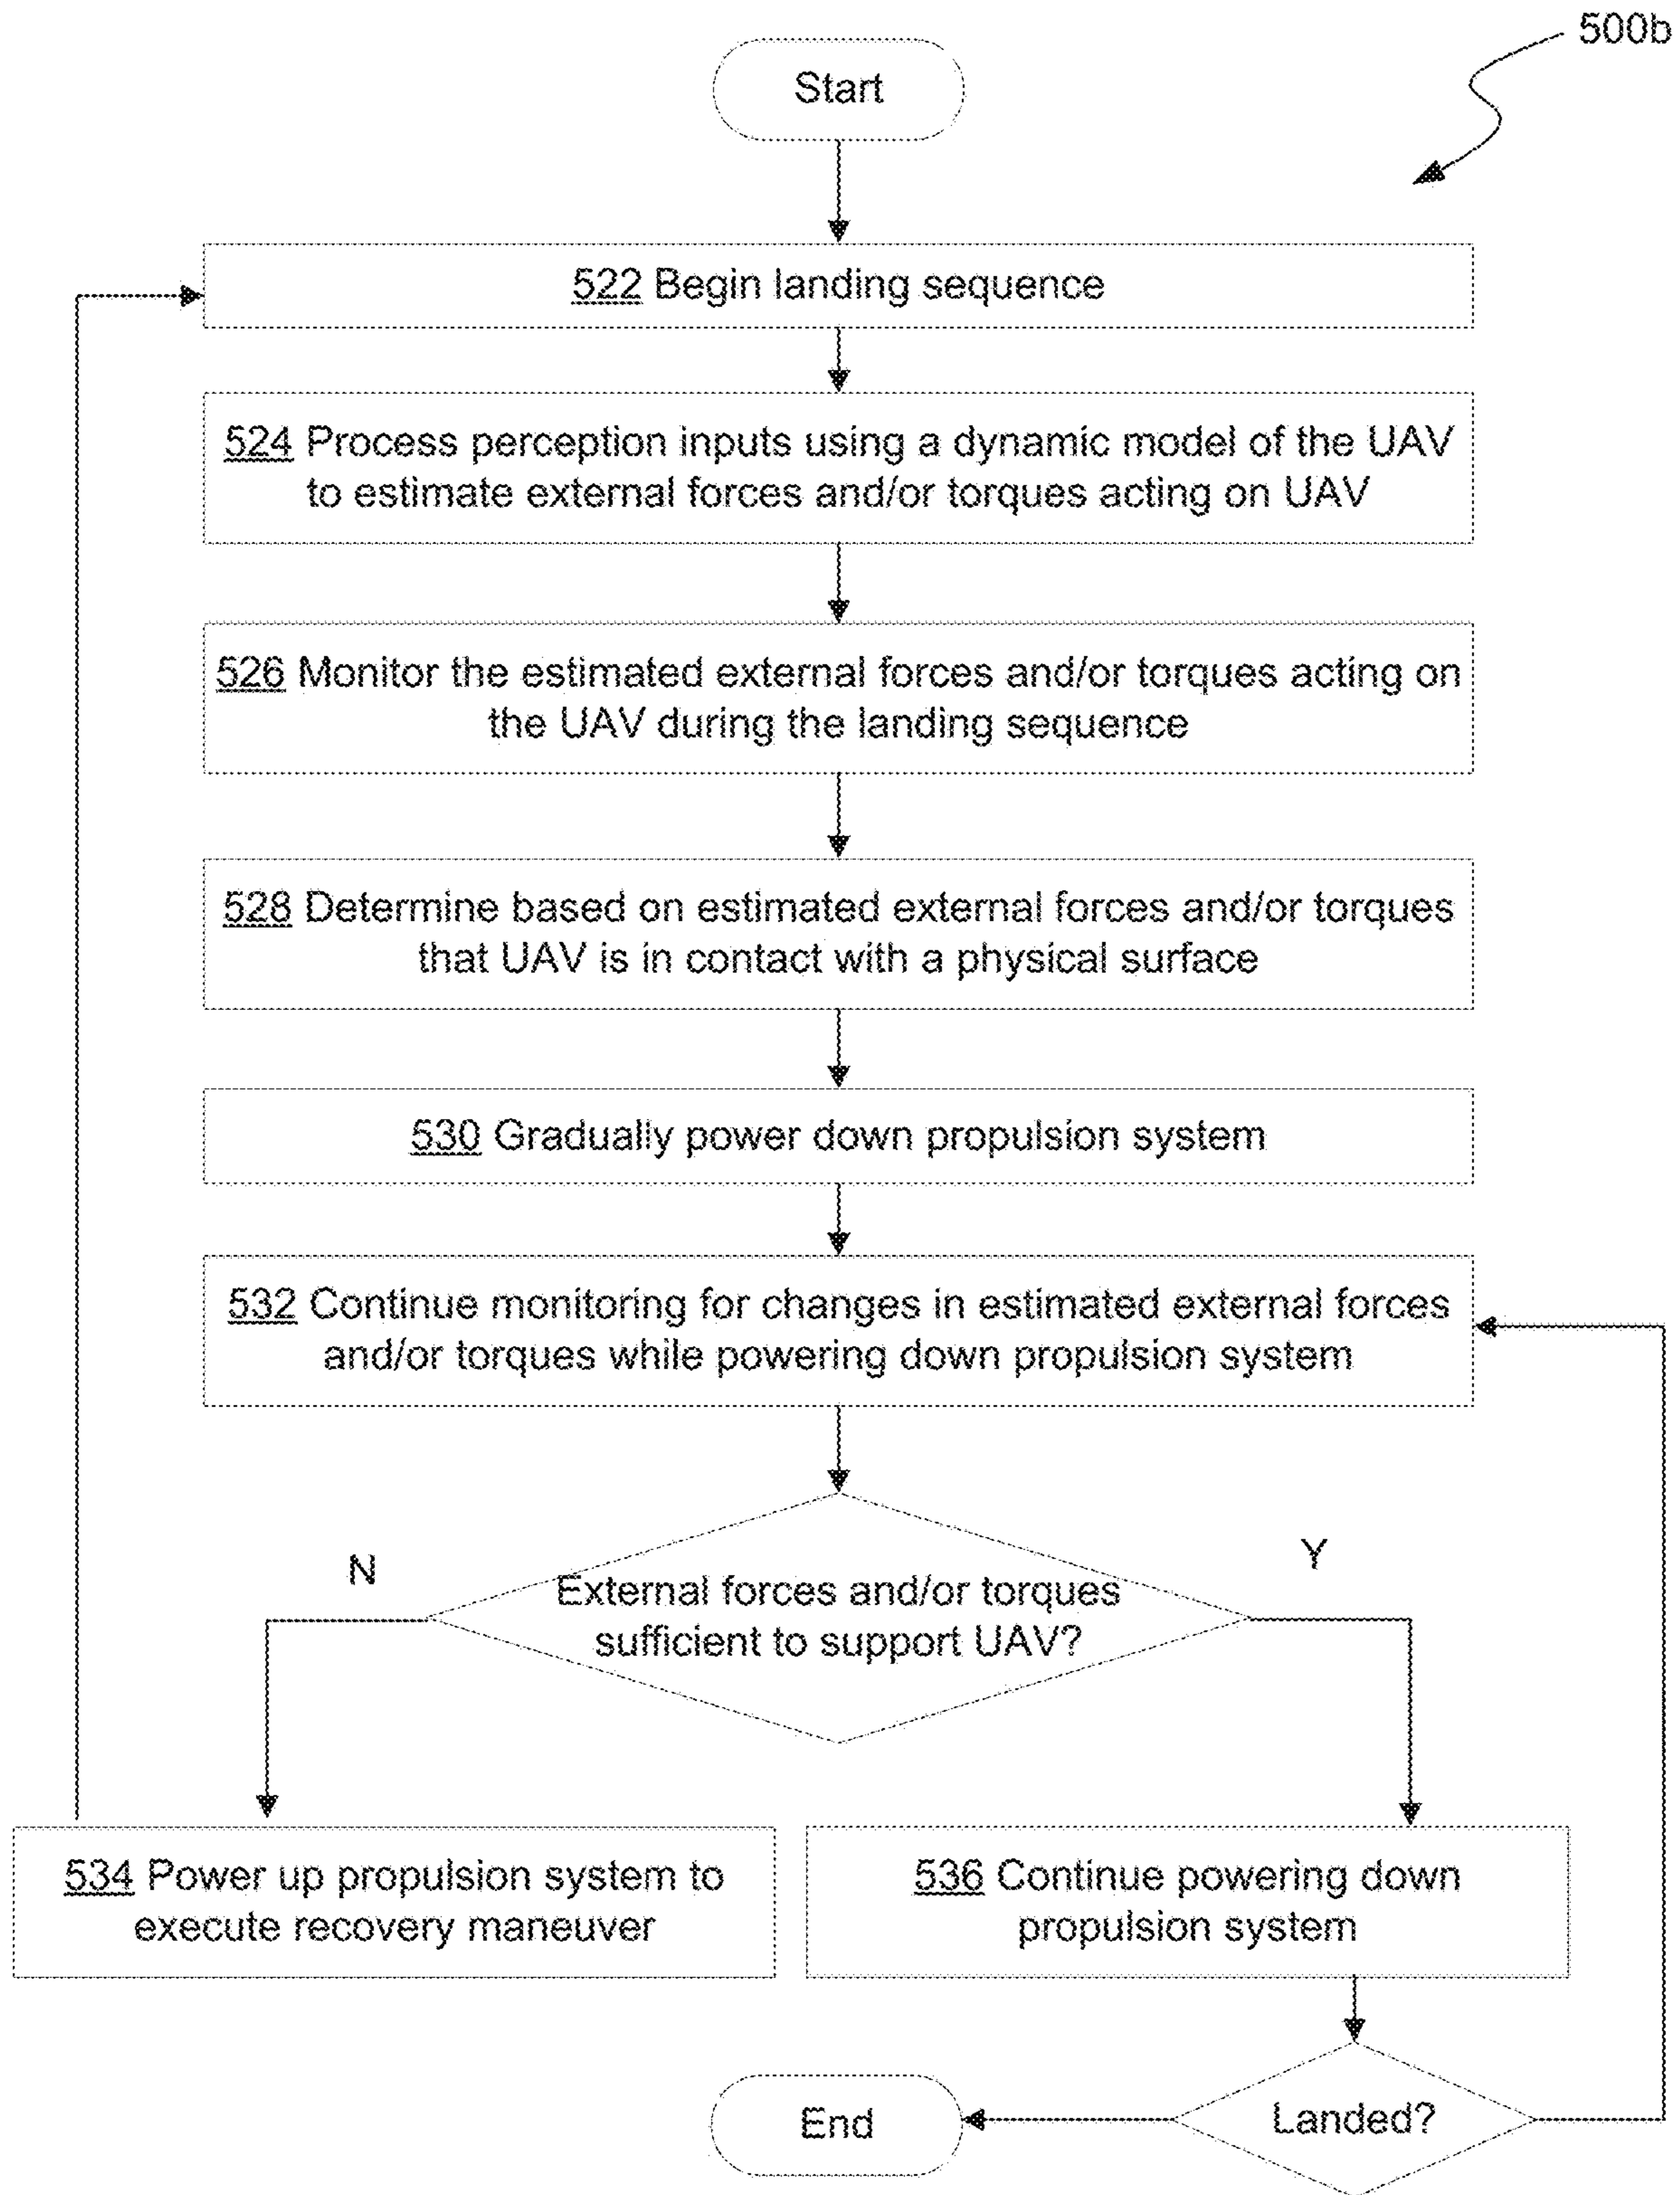 500b
Start
522 Begin landing sequence
524 Process perception inputs using a dynamic model of the UAV
to estimate external forces and/or torques acting on UAV
526 Monitor the estimated external forces and/or torques acting on
the UAV during the landing sequence
528 Determine based on estimated external forces and/or torques
that UAV is in contact with a physical surface
530 Gradually power down propulsion system
532 Continue monitoring for changes in estimated external forces
and/or torques while powering down propulsion system
N
Y
External forces and/or torques
sufficient to support UAV?
534 Power up propulsion system to
execute recovery maneuver
536 Continue powering down
propulsion system
End
Landed?